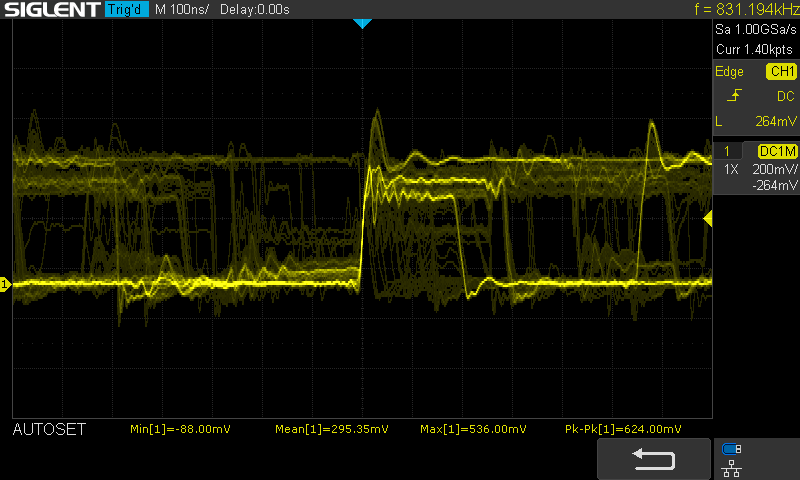 SIGLENT Trig'd M 100ns/ Delay:0.00s f = 831.194kHz
Sa 1.00GSa/s
Curr 1.40kpts
Edge CH1
DC
L 264mV
1 DC1M
1X 200mV/
-264mV
1
AUTOSET Min[1]=-88.00mV Mean[1]=295.35mV Max[1]=536.00mV Pk-Pk[1]=624.00mV